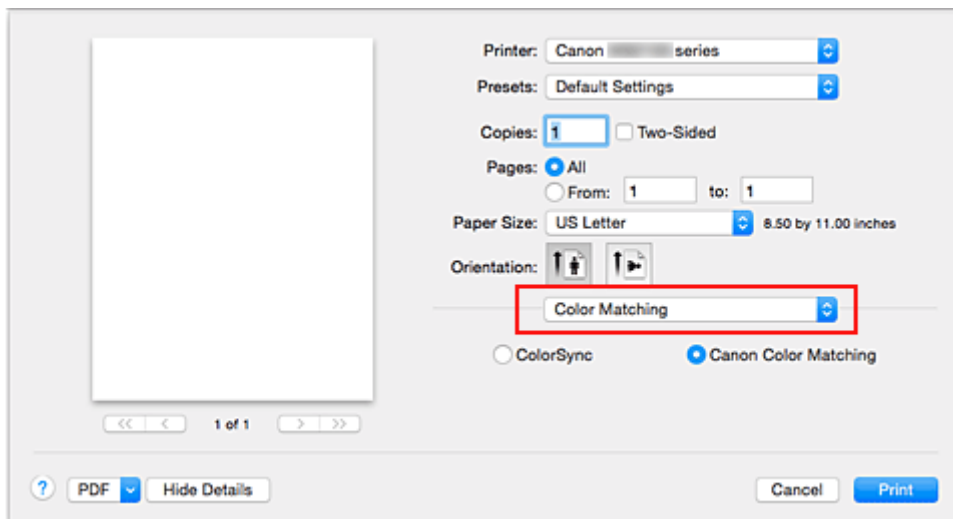 Printer: Canon series
Presets: Default Settings
Copies: 1 Two-Sided
Pages: All
From: 1 to: 1
Paper Size: US Letter 8.50 by 11.00 inches
Orientation:
Color Matching
ColorSync Canon Color Matching
<< < 1 of 1 > >>
? PDF Hide Details Cancel Print